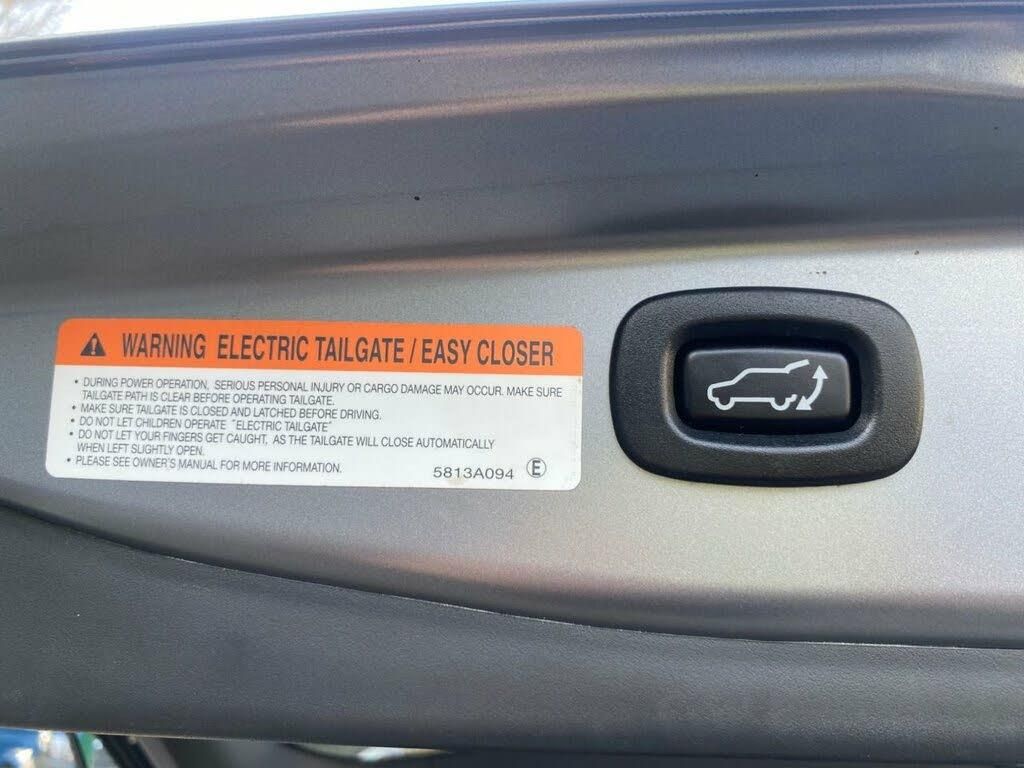 WARNING ELECTRIC TAILGATE / EASY CLOSER
• DURING POWER OPERATION, SERIOUS PERSONAL INJURY OR CARGO DAMAGE MAY OCCUR. MAKE SURE
TAILGATE PATH IS CLEAR BEFORE OPERATING TAILGATE.
• MAKE SURE TAILGATE IS CLOSED AND LATCHED BEFORE DRIVING.
• DO NOT LET CHILDREN OPERATE "ELECTRIC TAILGATE"
• DO NOT LET YOUR FINGERS GET CAUGHT, AS THE TAILGATE WILL CLOSE AUTOMATICALLY
WHEN LEFT SLIGHTLY OPEN.
• PLEASE SEE OWNER'S MANUAL FOR MORE INFORMATION.
5813A094 Ⓔ